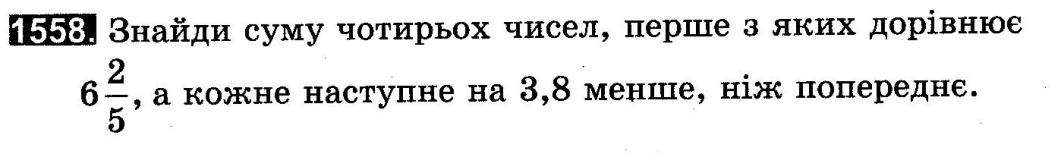 1558. Знайди суму чотирьох чисел, перше з яких дорівнює
6 2/5, а кожне наступне на 3,8 менше, ніж попереднє.